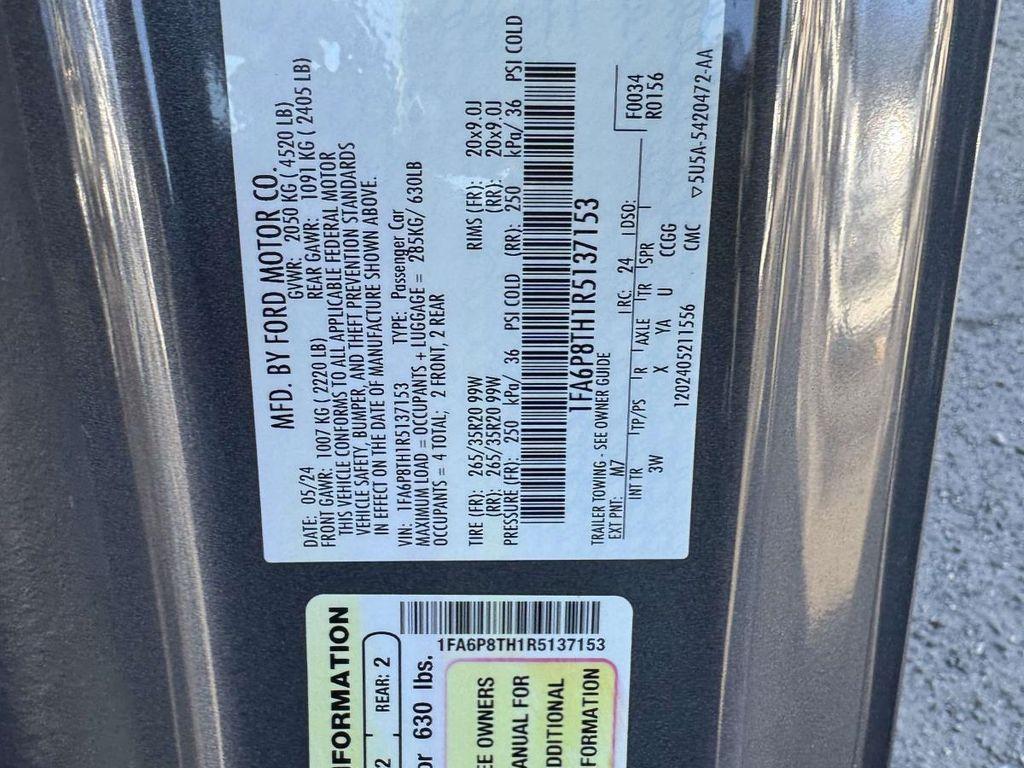 MFD. BY FORD MOTOR CO.
DATE: 05/24 GVWR: 2050 KG ( 4520 LB)
FRONT GAWR: 1007 KG ( 2220 LB) REAR GAWR: 1091 KG ( 2405 LB)
THIS VEHICLE CONFORMS TO ALL APPLICABLE FEDERAL MOTOR
VEHICLE SAFETY, BUMPER, AND THEFT PREVENTION STANDARDS
IN EFFECT ON THE DATE OF MANUFACTURE SHOWN ABOVE.
VIN: 1FA6P8TH1R5137153 TYPE: Passenger Car
MAXIMUM LOAD = OCCUPANTS + LUGGAGE = 285KG/ 630LB
OCCUPANTS = 4 TOTAL; 2 FRONT, 2 REAR
TIRE (FR): 265/35R20 99W RIMS (FR): 20x9.0J
(RR): 265/35R20 99W (RR): 20x9.0J
PRESSURE (FR): 250 kPa/ 36 PSI COLD (RR): 250 kPa/ 36 PSI COLD
1FA6P8TH1R5137153
TRAILER TOWING - SEE OWNER GUIDE
EXT PNT: M7 RC: 24 DSO: F0034
R0156
INT TR TP/PS R AXLE TR SPR
3W X YA U CCGG
1202405211556 CMC ▽5U5A-5420472-AA
FORMATION
2 REAR: 2
or 630 lbs.
1FA6P8TH1R5137153
EE OWNERS
ANUAL FOR
DDITIONAL
FORMATION